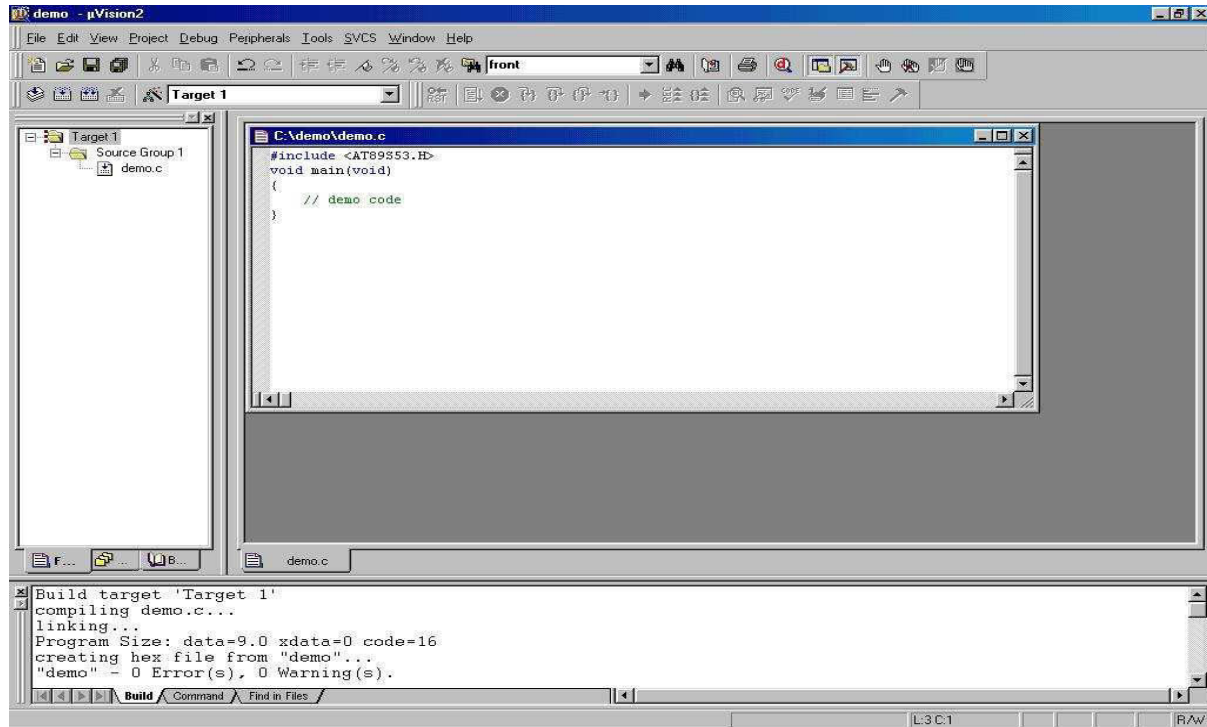 demo - µVision2
File Edit View Project Debug Peripherals Tools SVCS Window Help
front
Target 1
Target 1
Source Group 1
demo.c
C:\demo\demo.c
#include <AT89S53.H>
void main(void)
{
// demo code
}
F... ... B...
demo.c
Build target 'Target 1'
compiling demo.c...
linking...
Program Size: data=9.0 xdata=0 code=16
creating hex file from "demo"...
"demo" - 0 Error(s), 0 Warning(s).
Build Command Find in Files
L:3 C:1 R/W